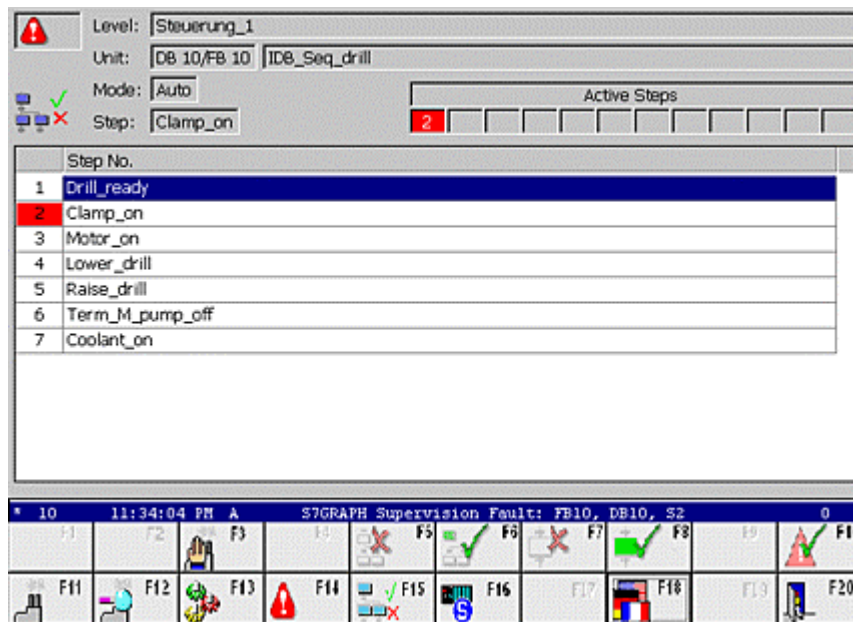 Level: Steuerung_1
Unit: DB 10/FB 10 IDB_Seq_drill
Mode: Auto
Active Steps
Step: Clamp_on
2
Step No.
1 Drill_ready
2 Clamp_on
3 Motor_on
4 Lower_drill
5 Raise_drill
6 Term_M_pump_off
7 Coolant_on
* 10 11:34:04 PM A S7GRAPH Supervision Fault: FB10, DB10, S2 0
F1 F2 F3 F4 F5 F6 F7 F8 F9 F1
F11 F12 F13 F14 F15 S F16 F17 F18 F19 F20